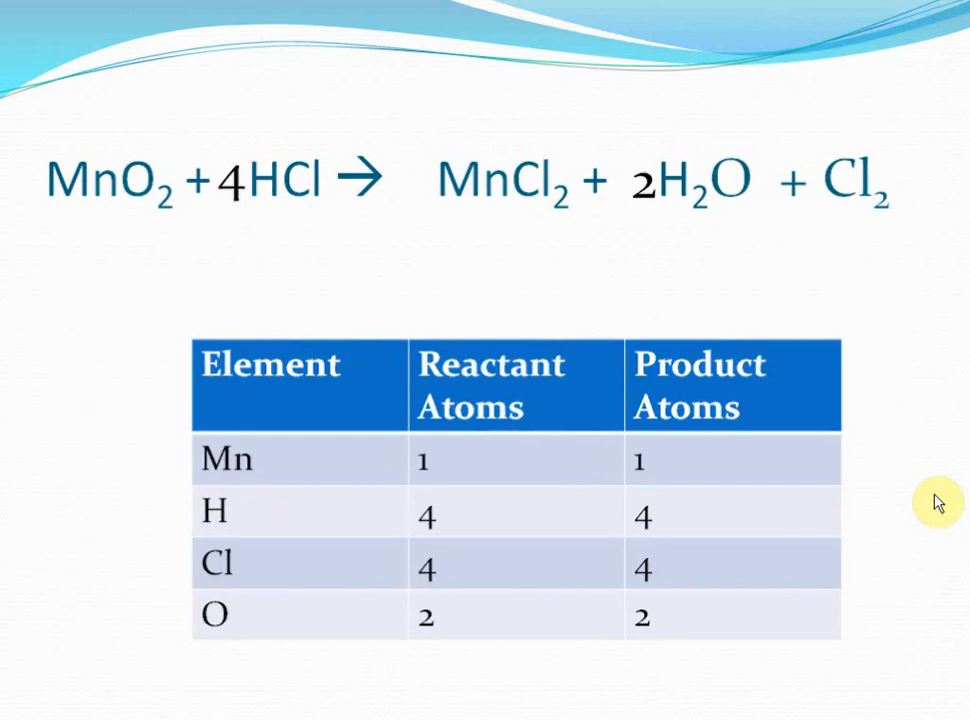 MnO₂ + 4HCl → MnCl₂ + 2H₂O + Cl₂
Element Reactant Atoms Product Atoms
Mn 1 1
H 4 4
Cl 4 4
O 2 2